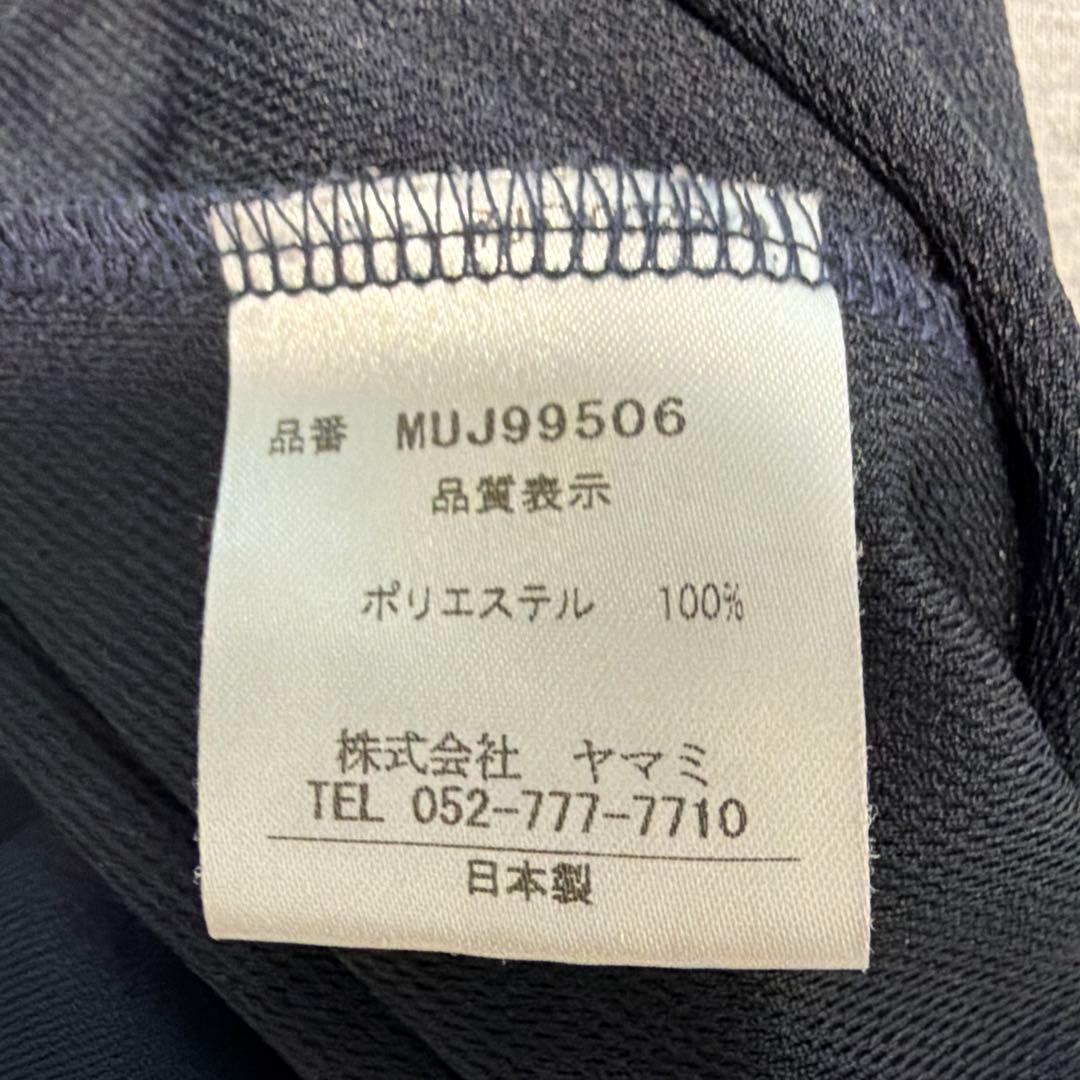 品番 MUJ99506
品質表示
ポリエステル 100%
株式会社 ヤマミ
TEL 052-777-7710
日本製